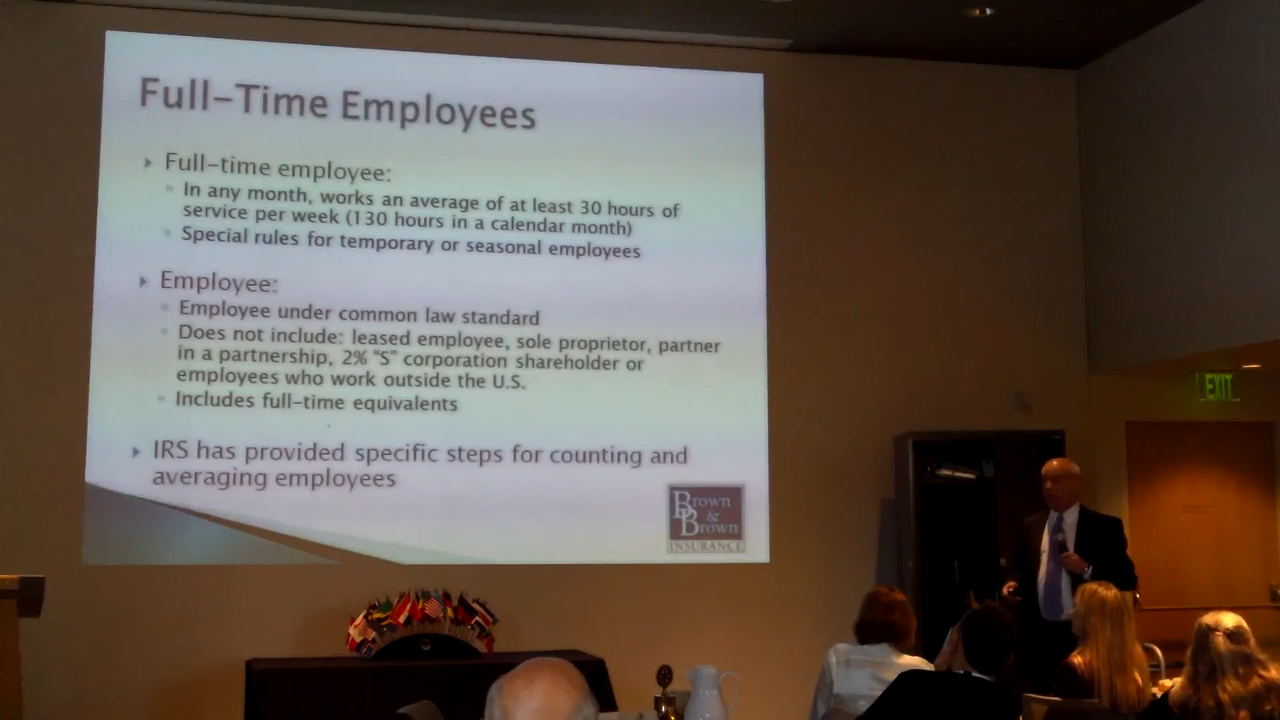 Full-Time Employees
Full-time employee:
In any month, works an average of at least 30 hours of
service per week (130 hours in a calendar month)
Special rules for temporary or seasonal employees
Employee:
Employee under common law standard
Does not include: leased employee, sole proprietor, partner
in a partnership, 2% "S" corporation shareholder or
employees who work outside the U.S.
Includes full-time equivalents
IRS has provided specific steps for counting and
averaging employees
Brown
&
Brown
INSURANCE
EXIT